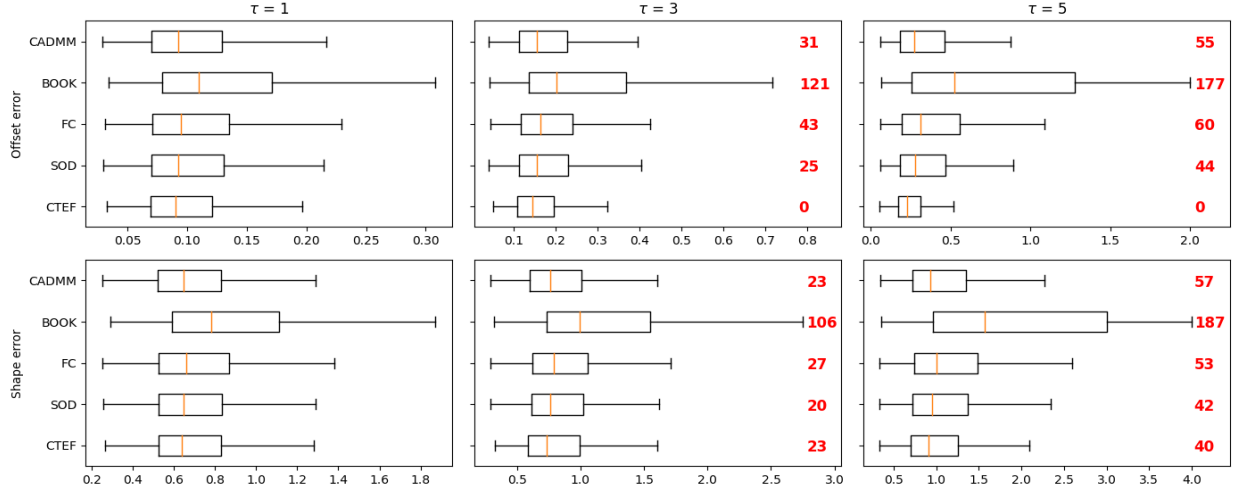 τ = 1
τ = 3
τ = 5
Offset error
CADMM
BOOK
FC
SOD
CTEF
31
121
43
25
0
55
177
60
44
0
0.05 0.10 0.15 0.20 0.25 0.30
0.1 0.2 0.3 0.4 0.5 0.6 0.7 0.8
0.0 0.5 1.0 1.5 2.0
Shape error
CADMM
BOOK
FC
SOD
CTEF
23
106
27
20
23
57
187
53
42
40
0.2 0.4 0.6 0.8 1.0 1.2 1.4 1.6 1.8
0.5 1.0 1.5 2.0 2.5 3.0
0.5 1.0 1.5 2.0 2.5 3.0 3.5 4.0